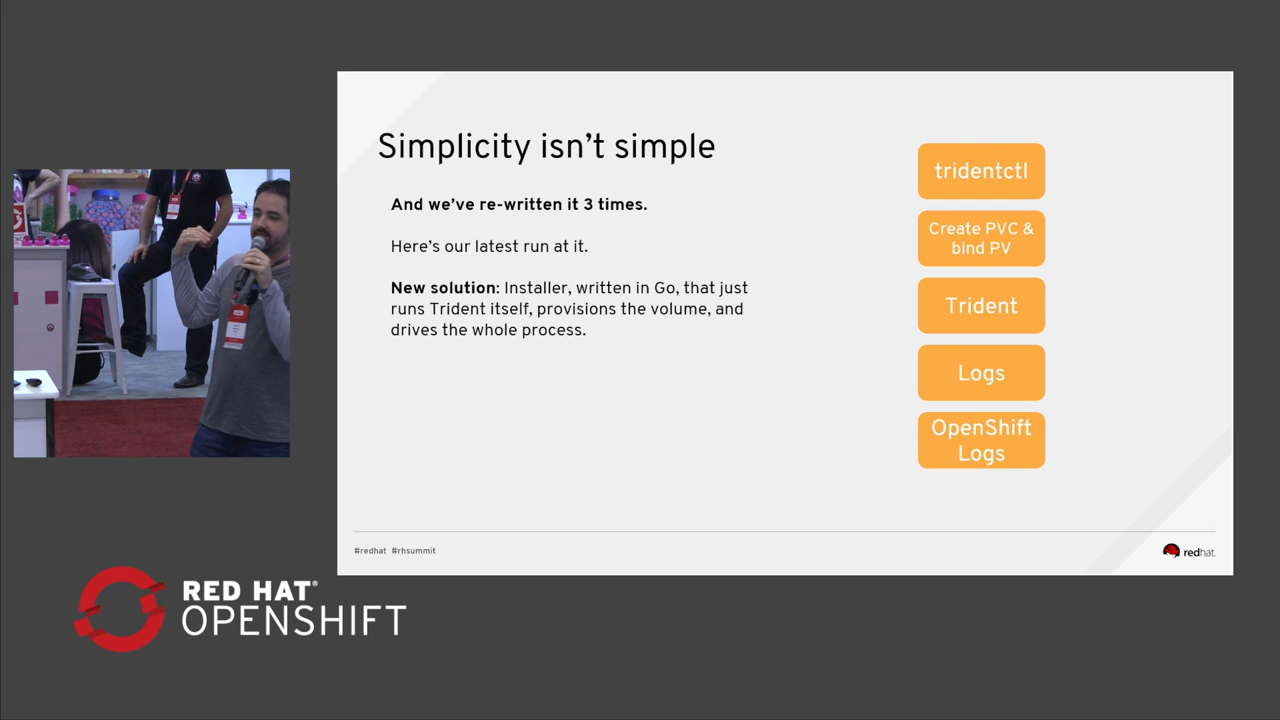 Simplicity isn't simple
And we've re-written it 3 times.
Here's our latest run at it.
New solution: Installer, written in Go, that just
runs Trident itself, provisions the volume, and
drives the whole process.
tridentctl
Create PVC &
bind PV
Trident
Logs
OpenShift
Logs
#redhat #rhsummit
redhat.
RED HAT®
OPENSHIFT